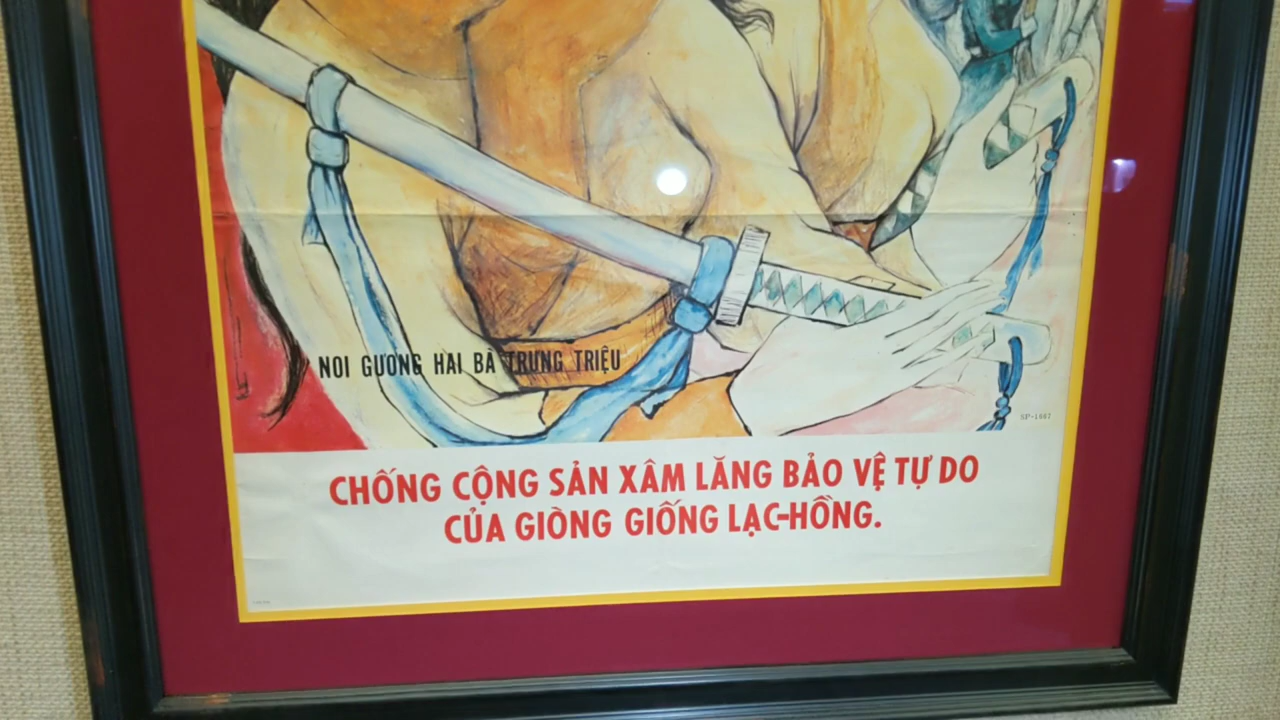 NOI GƯƠNG HAI BÀ TRƯNG TRIỆU
SP-1607
CHỐNG CỘNG SẢN XÂM LĂNG BẢO VỆ TỰ DO
CỦA GIÒNG GIỐNG LẠC-HỒNG.